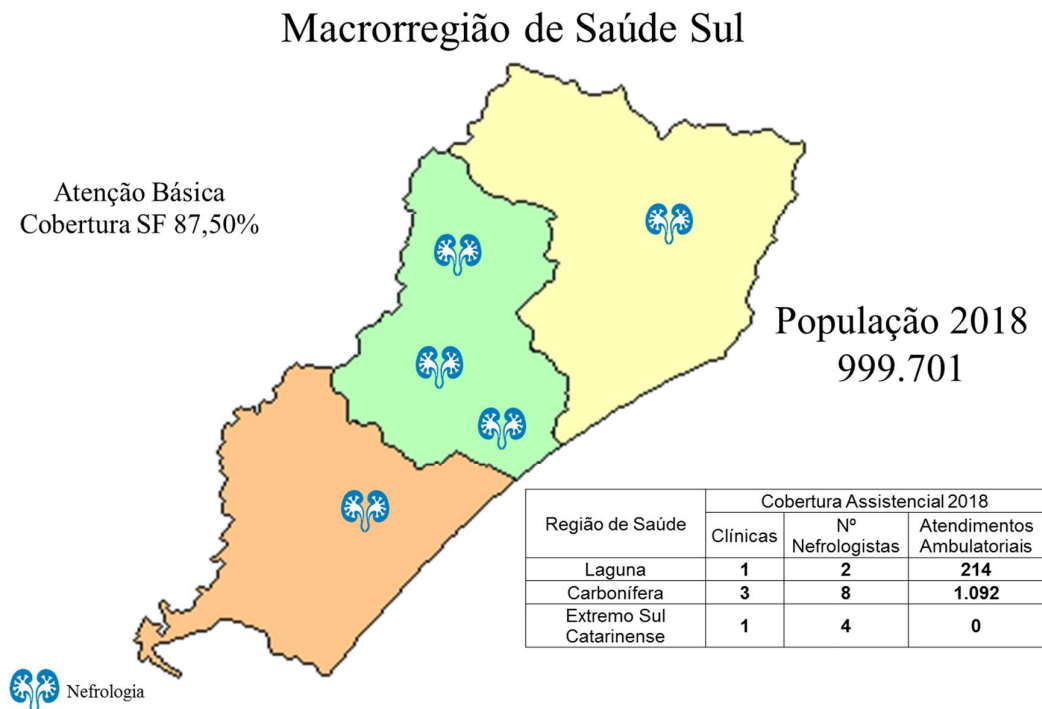 Macrorregião de Saúde Sul
Atenção Básica
Cobertura SF 87,50%
População 2018
999.701
Região de Saúde
Cobertura Assistencial 2018
Clínicas
Nº
Nefrologistas
Atendimentos
Ambulatoriais
Laguna 1 2 214
Carbonífera 3 8 1.092
Extremo Sul
Catarinense 1 4 0
Nefrologia